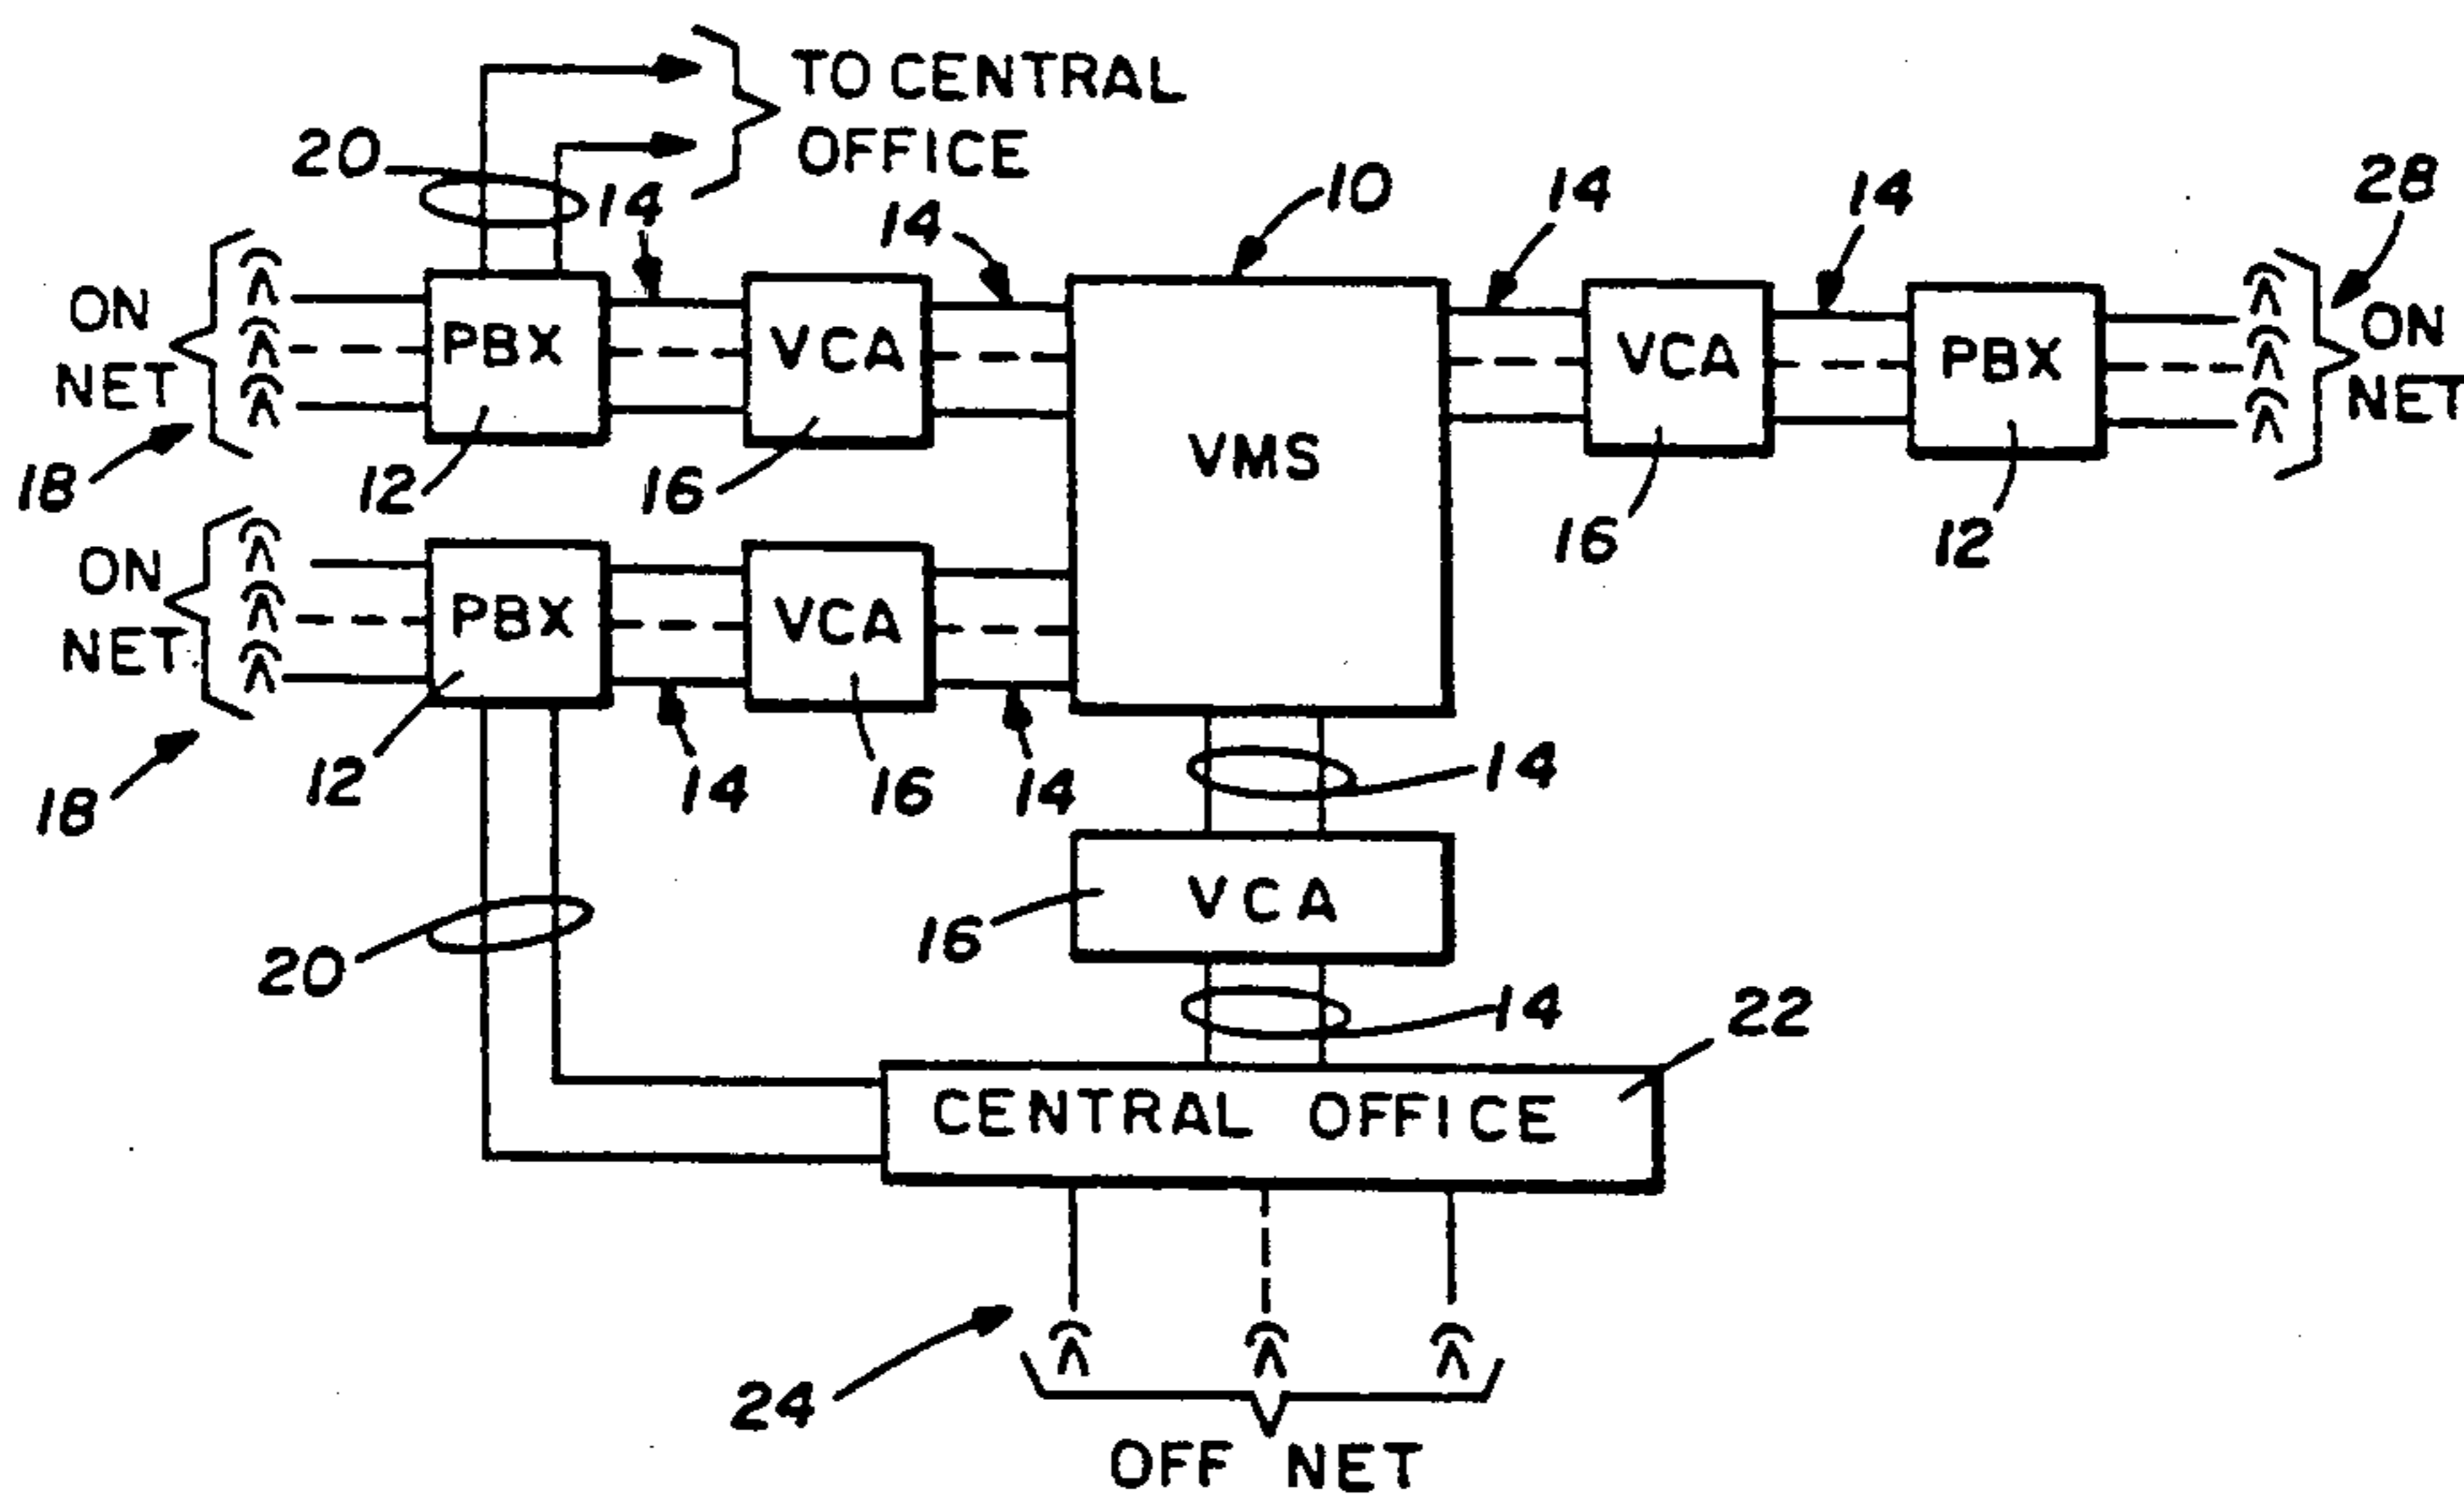 TO CENTRAL
OFFICE
20
14
14
10
14
14
28
ON
NET
PBX
VCA
VMS
VCA
PBX
ON
NET
18
12
16
16
12
ON
NET
PBX
VCA
18
12
14
16
14
14
VCA
16
20
14
22
CENTRAL OFFICE
24
OFF NET